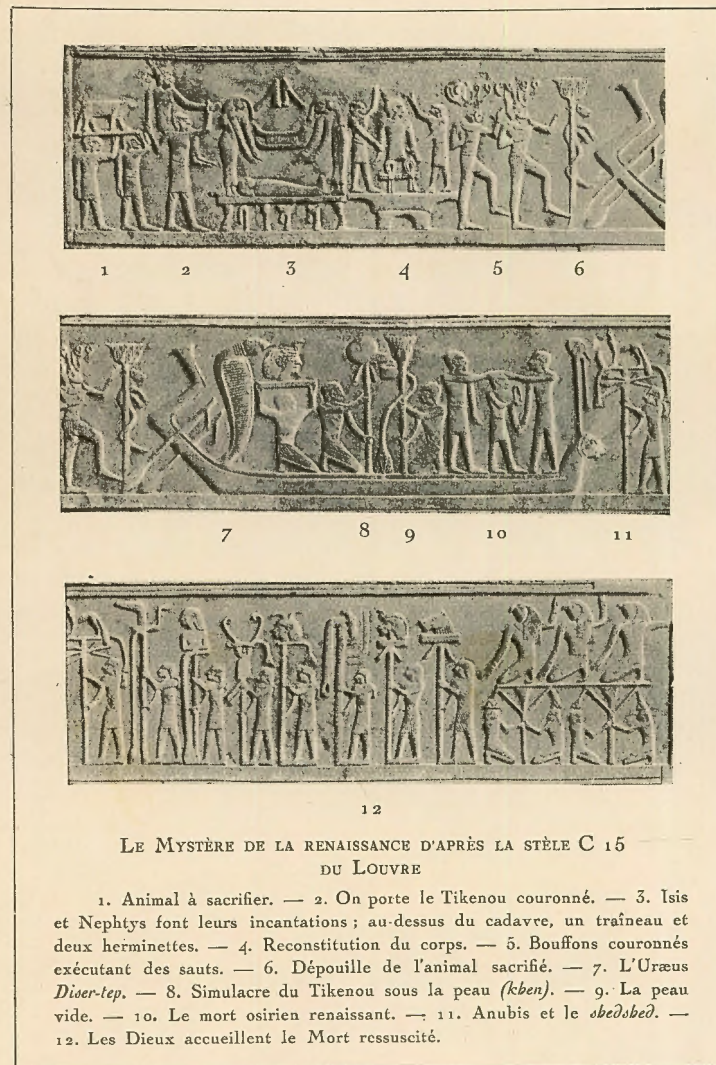 1 2 3 4 5 6
7 8 9 10 11
12
LE MYSTÈRE DE LA RENAISSANCE D'APRÈS LA STÈLE C 15
DU LOUVRE
1. Animal à sacrifier. — 2. On porte le Tikenou couronné. — 3. Isis
et Nephtys font leurs incantations ; au-dessus du cadavre, un traîneau et
deux herminettes. — 4. Reconstitution du corps. — 5. Bouffons couronnés
exécutant des sauts. — 6. Dépouille de l'animal sacrifié. — 7. L'Uræus
Djser-tep. — 8. Simulacre du Tikenou sous la peau (khen). — 9. La peau
vide. — 10. Le mort osirien renaissant. — 11. Anubis et le shedshed. —
12. Les Dieux accueillent le Mort ressuscité.